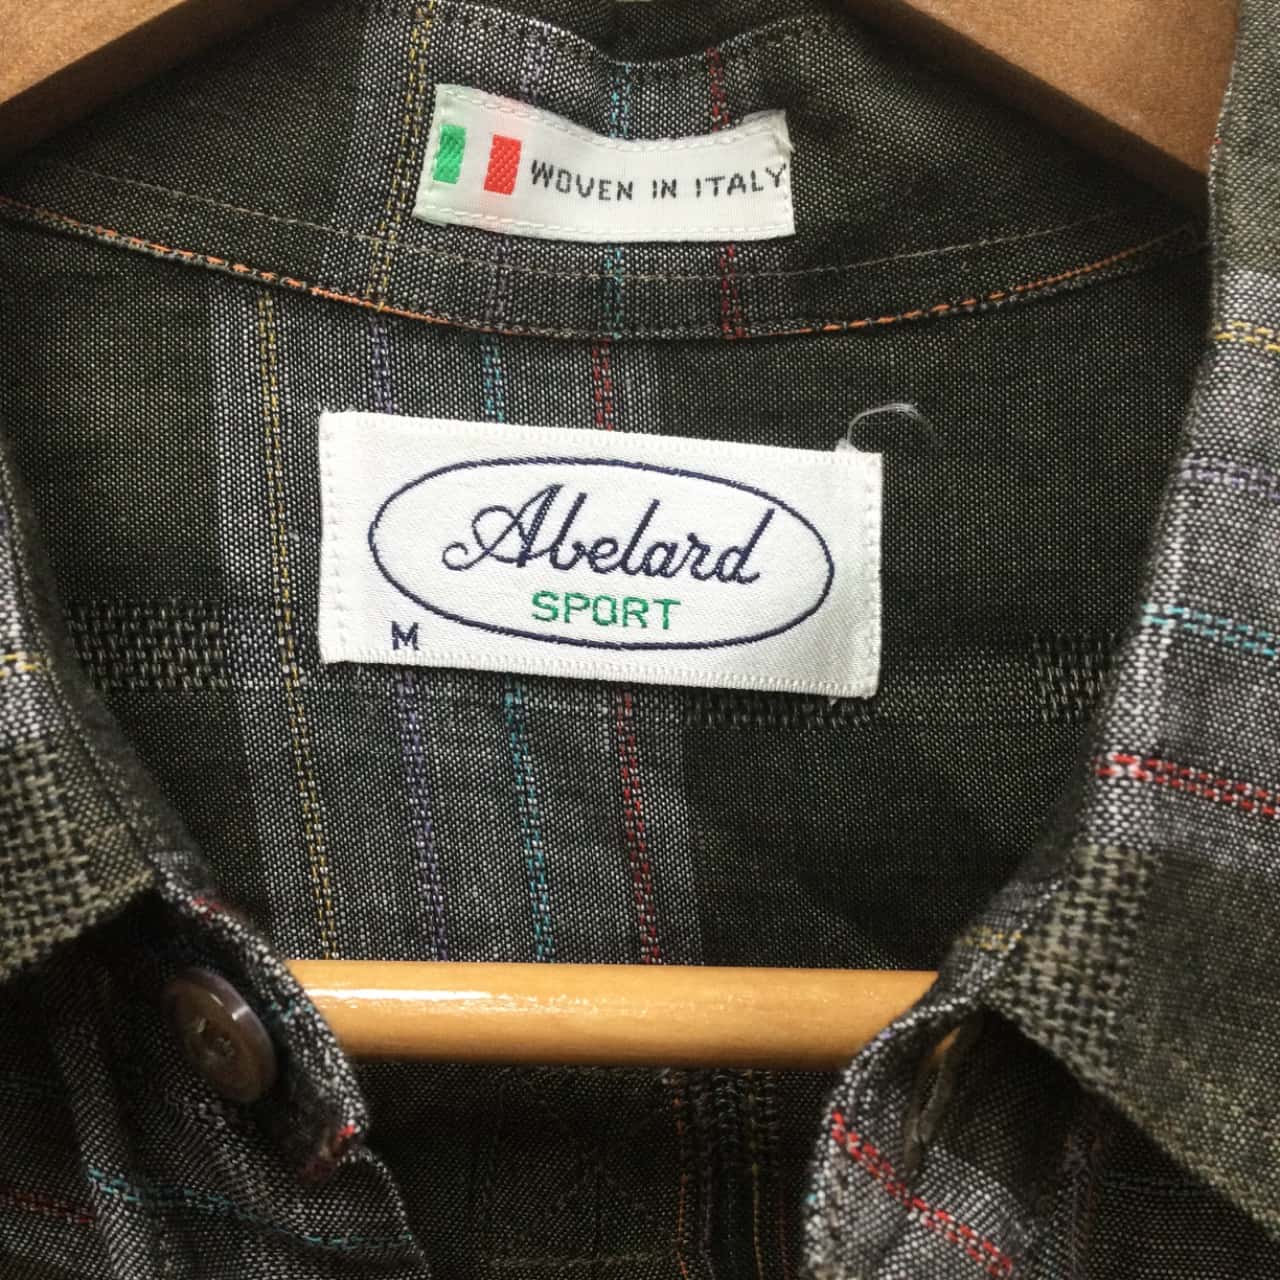 WOVEN IN ITALY
Abelard
SPORT
M